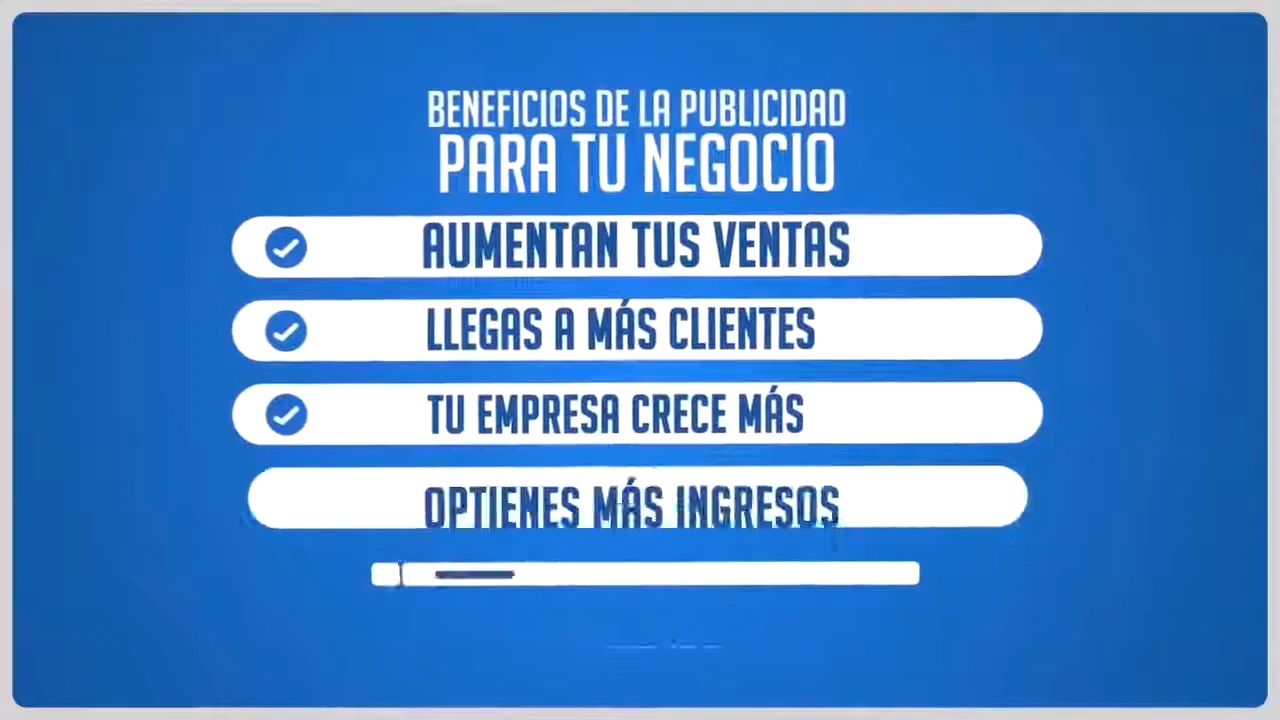 BENEFICIOS DE LA PUBLICIDAD
PARA TU NEGOCIO
AUMENTAN TUS VENTAS
LLEGAS A MÁS CLIENTES
TU EMPRESA CRECE MÁS
OPTIENES MÁS INGRESOS